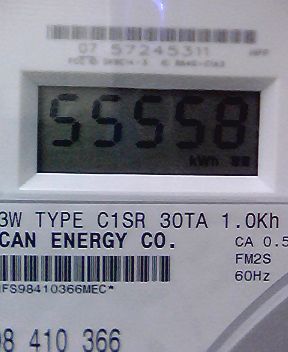 07 57245311
55558
kWh
3W TYPE C1SR 30TA 1.0Kh
CAN ENERGY CO.
CA 0.5
FM2S
60Hz
IFS98410366MEC*
98 410 366